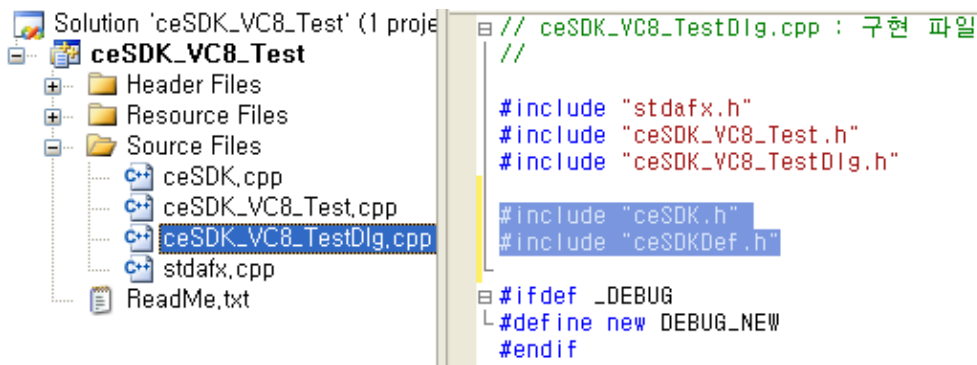 Solution 'ceSDK_VC8_Test' (1 proje
ceSDK_VC8_Test
Header Files
Resource Files
Source Files
ceSDK.cpp
ceSDK_VC8_Test.cpp
ceSDK_VC8_TestDlg.cpp
stdafx.cpp
ReadMe.txt
// ceSDK_VC8_TestDlg.cpp : 구현 파일
//
#include "stdafx.h"
#include "ceSDK_VC8_Test.h"
#include "ceSDK_VC8_TestDlg.h"
#include "ceSDK.h"
#include "ceSDKDef.h"
#ifdef _DEBUG
#define new DEBUG_NEW
#endif